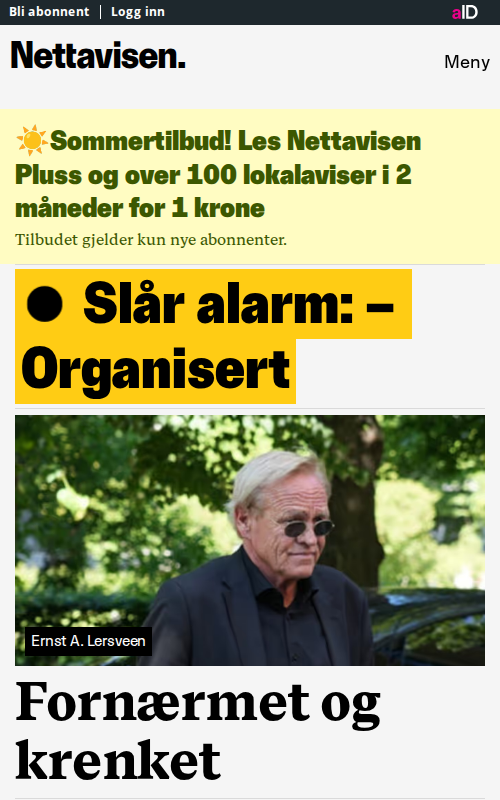 Bli abonnent | Logg inn
aID
Nettavisen.
Meny
Sommertilbud! Les Nettavisen
Pluss og over 100 lokalaviser i 2
måneder for 1 krone
Tilbudet gjelder kun nye abonnenter.
● Slår alarm: –
Organisert
Ernst A. Lersveen
Fornærmet og
krenket